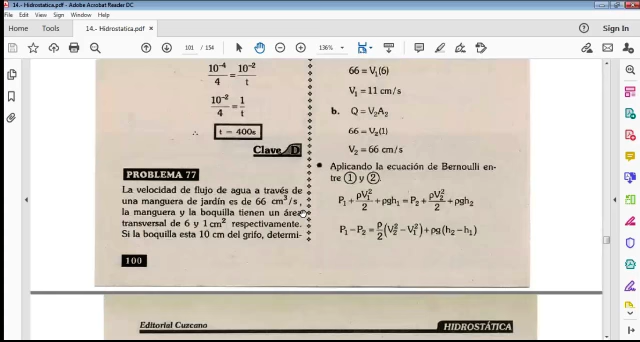 14.- Hidrostatica.pdf - Adobe Acrobat Reader DC
File Edit View Sign Window Help
Home Tools 14.- Hidrostatica.pdf × Sign In
101 / 154 136%
10⁻⁴/4 = 10⁻²/t
10⁻²/4 = 1/t
∴ t = 400s
Clave D
PROBLEMA 77
La velocidad de flujo de agua a través de
una manguera de jardín es de 66 cm³/s,
la manguera y la boquilla tienen un área
transversal de 6 y 1 cm² respectivamente.
Si la boquilla esta 10 cm del grifo, determi-
100
66 = V₁(6)
V₁ = 11 cm/s
b. Q = V₂A₂
66 = V₂(1)
V₂ = 66 cm/s
• Aplicando la ecuación de Bernoulli en-
tre ① y ②.
P₁ + ρV₁²/2 + ρgh₁ = P₂ + ρV₂²/2 + ρgh₂
P₁ − P₂ = ρ/2(V₂² − V₁²) + ρg(h₂ − h₁)
Editorial Cuzcano HIDROSTÁTICA